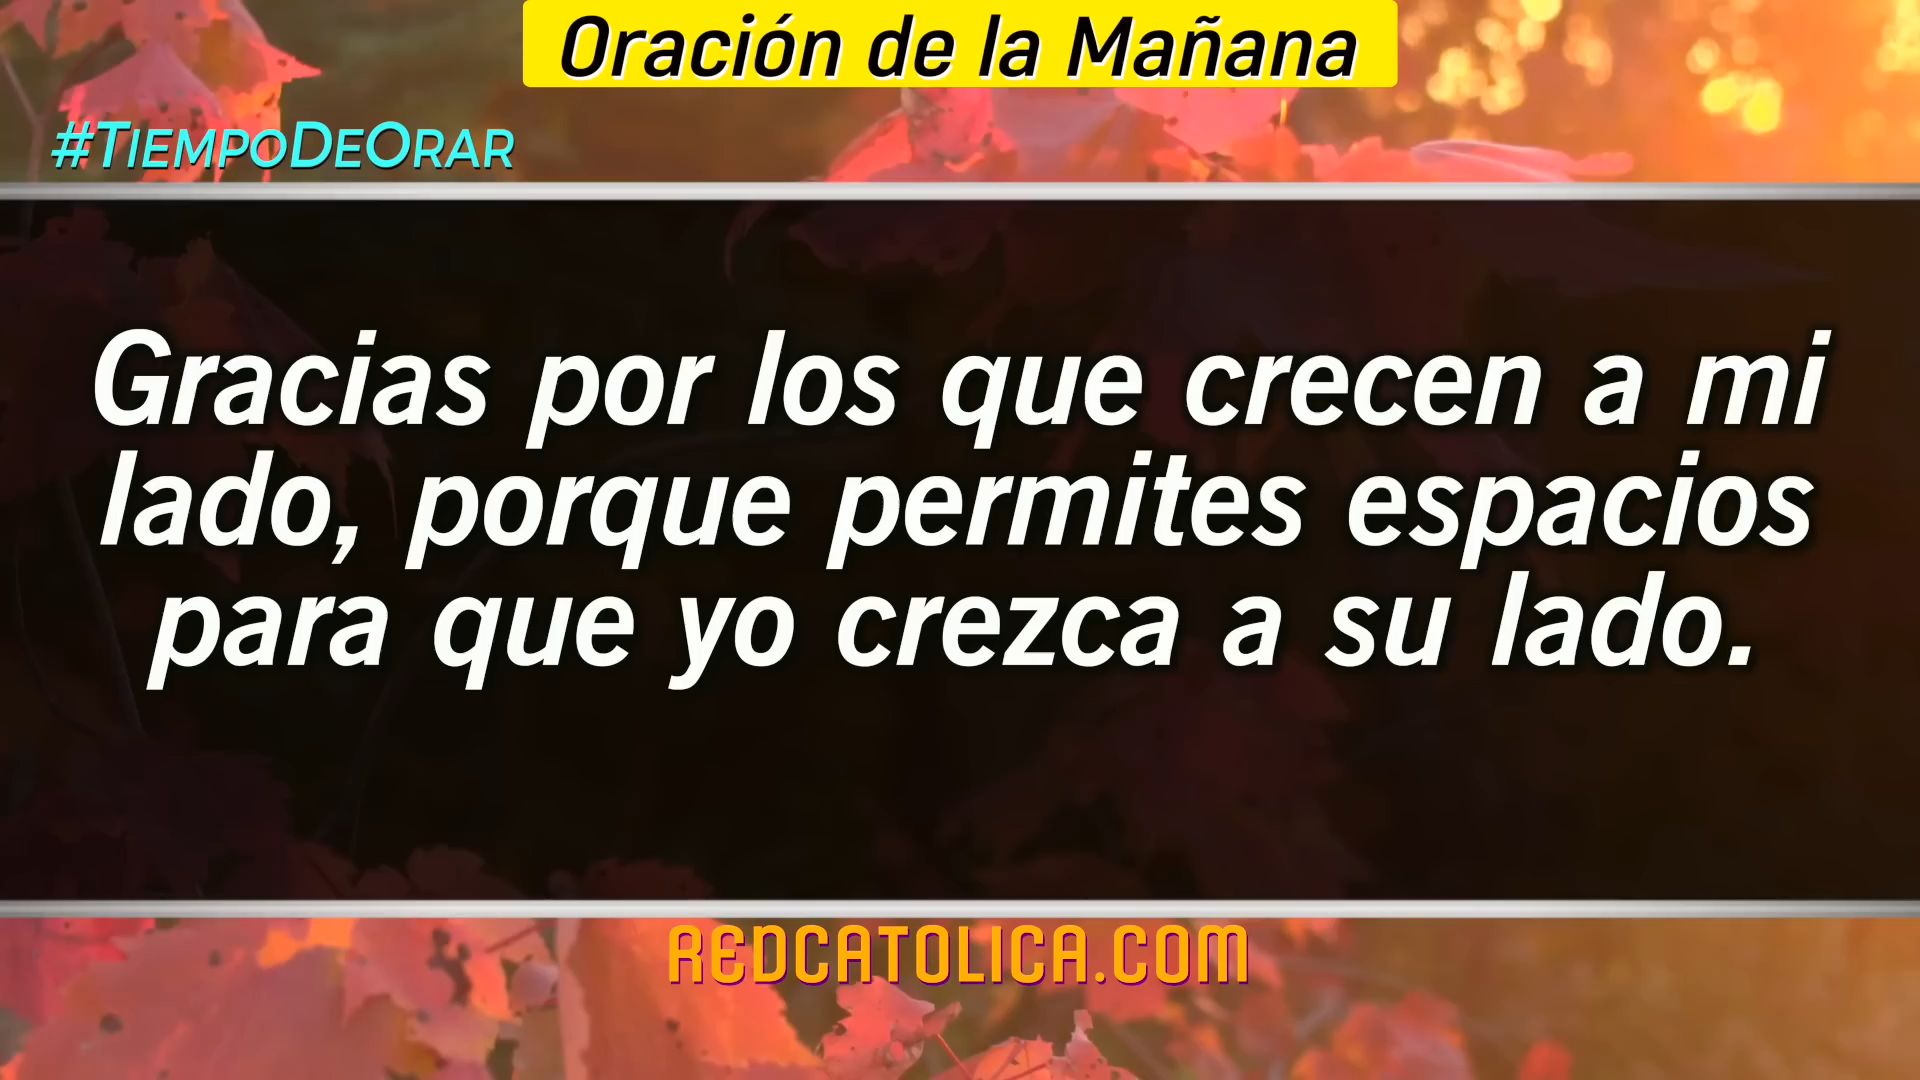 Oración de la Mañana
#TiempoDeOrar
Gracias por los que crecen a mi
lado, porque permites espacios
para que yo crezca a su lado.
REDCATOLICA.COM